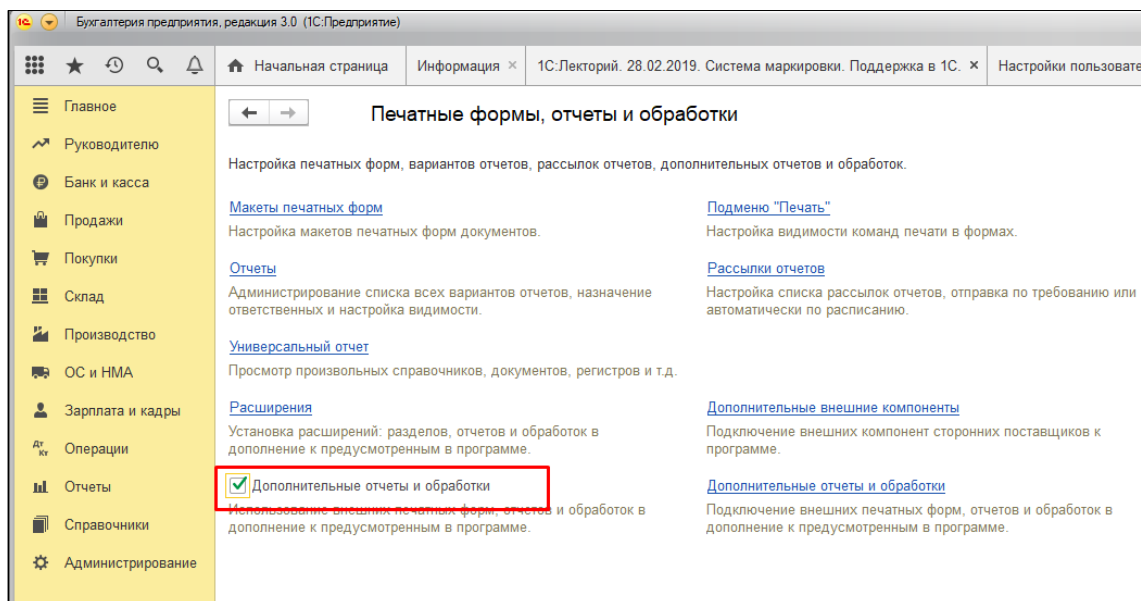 1С Бухгалтерия предприятия, редакция 3.0 (1С:Предприятие)
Начальная страница Информация × 1С:Лекторий. 28.02.2019. Система маркировки. Поддержка в 1С. × Настройки пользовате
Главное
Руководителю
Банк и касса
Продажи
Покупки
Склад
Производство
ОС и НМА
Зарплата и кадры
Дт Кт Операции
Отчеты
Справочники
Администрирование
Печатные формы, отчеты и обработки
Настройка печатных форм, вариантов отчетов, рассылок отчетов, дополнительных отчетов и обработок.
Макеты печатных форм
Настройка макетов печатных форм документов.
Подменю "Печать"
Настройка видимости команд печати в формах.
Отчеты
Администрирование списка всех вариантов отчетов, назначение
ответственных и настройка видимости.
Рассылки отчетов
Настройка списка рассылок отчетов, отправка по требованию или
автоматически по расписанию.
Универсальный отчет
Просмотр произвольных справочников, документов, регистров и т.д.
Расширения
Установка расширений: разделов, отчетов и обработок в
дополнение к предусмотренным в программе.
Дополнительные внешние компоненты
Подключение внешних компонент сторонних поставщиков к
программе.
Дополнительные отчеты и обработки
Использование внешних печатных форм, отчетов и обработок в
дополнение к предусмотренным в программе.
Дополнительные отчеты и обработки
Подключение внешних печатных форм, отчетов и обработок в
дополнение к предусмотренным в программе.